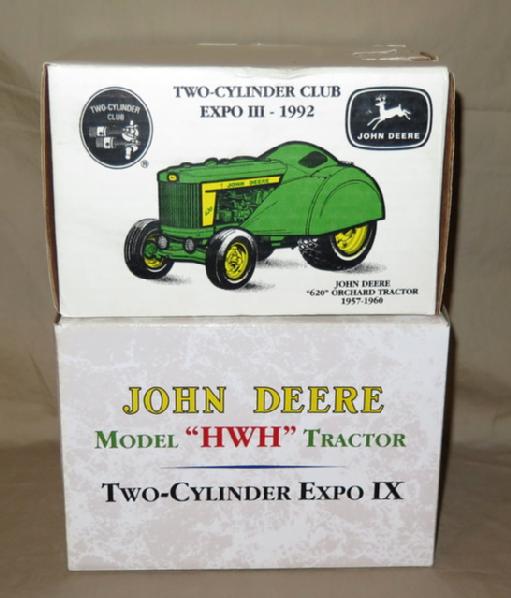 TWO-CYLINDER CLUB
EXPO III - 1992
TWO-CYLINDER
CLUB
®
JOHN DEERE
JOHN DEERE
620
JOHN DEERE
"620" ORCHARD TRACTOR
1957-1960
JOHN DEERE
MODEL "HWH" TRACTOR
TWO-CYLINDER EXPO IX